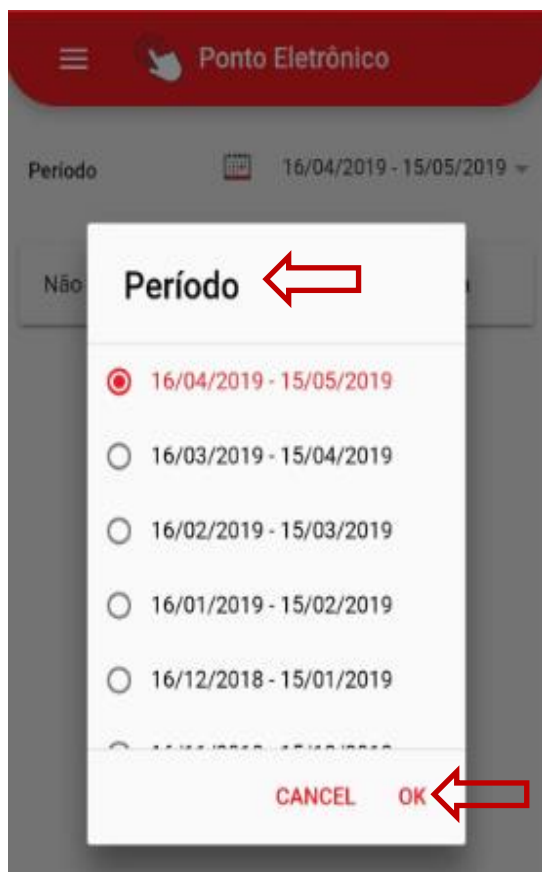 Ponto Eletrônico
Período
16/04/2019 - 15/05/2019
Não
Período
16/04/2019 - 15/05/2019
16/03/2019 - 15/04/2019
16/02/2019 - 15/03/2019
16/01/2019 - 15/02/2019
16/12/2018 - 15/01/2019
CANCEL OK